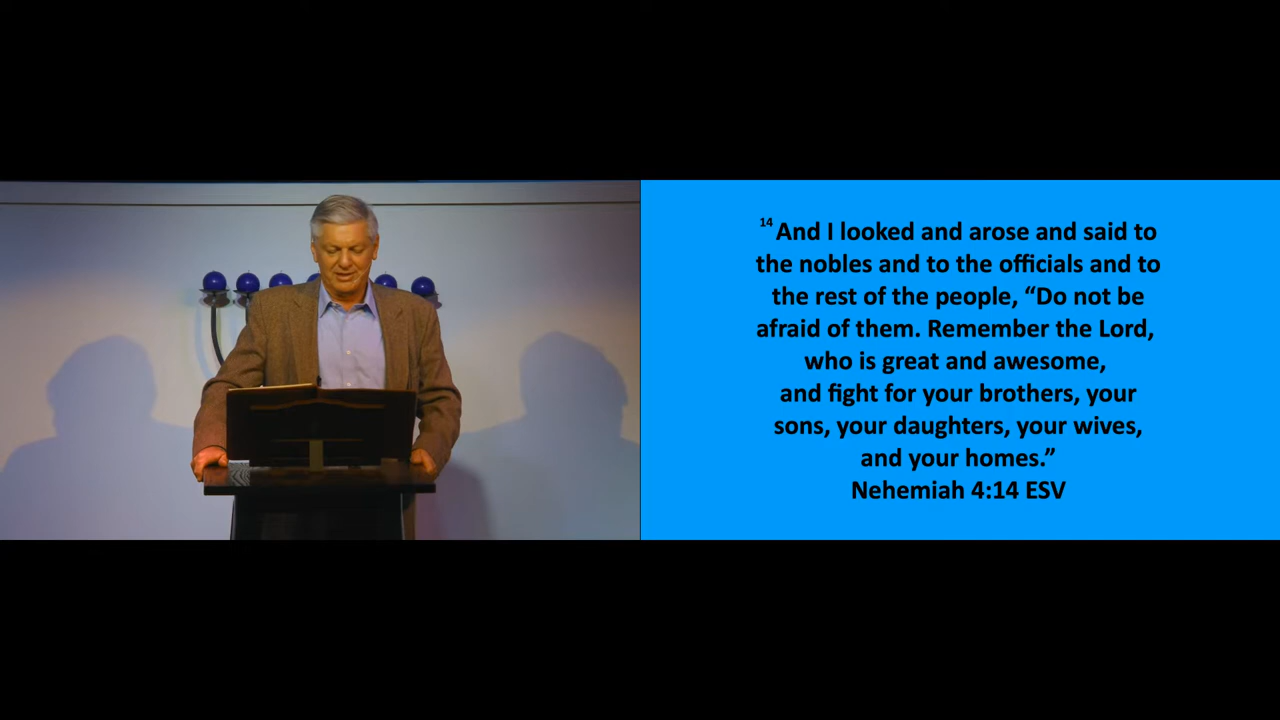 14 And I looked and arose and said to
the nobles and to the officials and to
the rest of the people, “Do not be
afraid of them. Remember the Lord,
who is great and awesome,
and fight for your brothers, your
sons, your daughters, your wives,
and your homes.”
Nehemiah 4:14 ESV